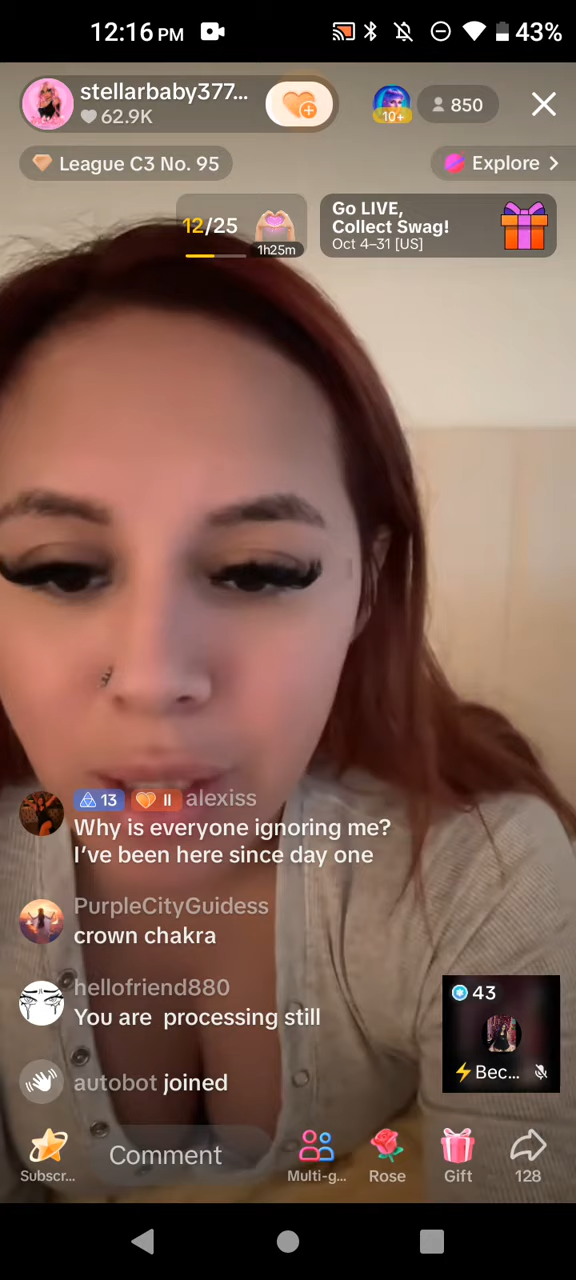 12:16 PM
43%
stellarbaby377...
62.9K
10+
850
League C3 No. 95
Explore >
12/25
1h25m
Go LIVE,
Collect Swag!
Oct 4–31 [US]
13 II alexiss
Why is everyone ignoring me?
I've been here since day one
PurpleCityGuidess
crown chakra
hellofriend880
You are  processing still
43
Bec...
autobot joined
Comment
Subscr...
Multi-g...
Rose
Gift
128